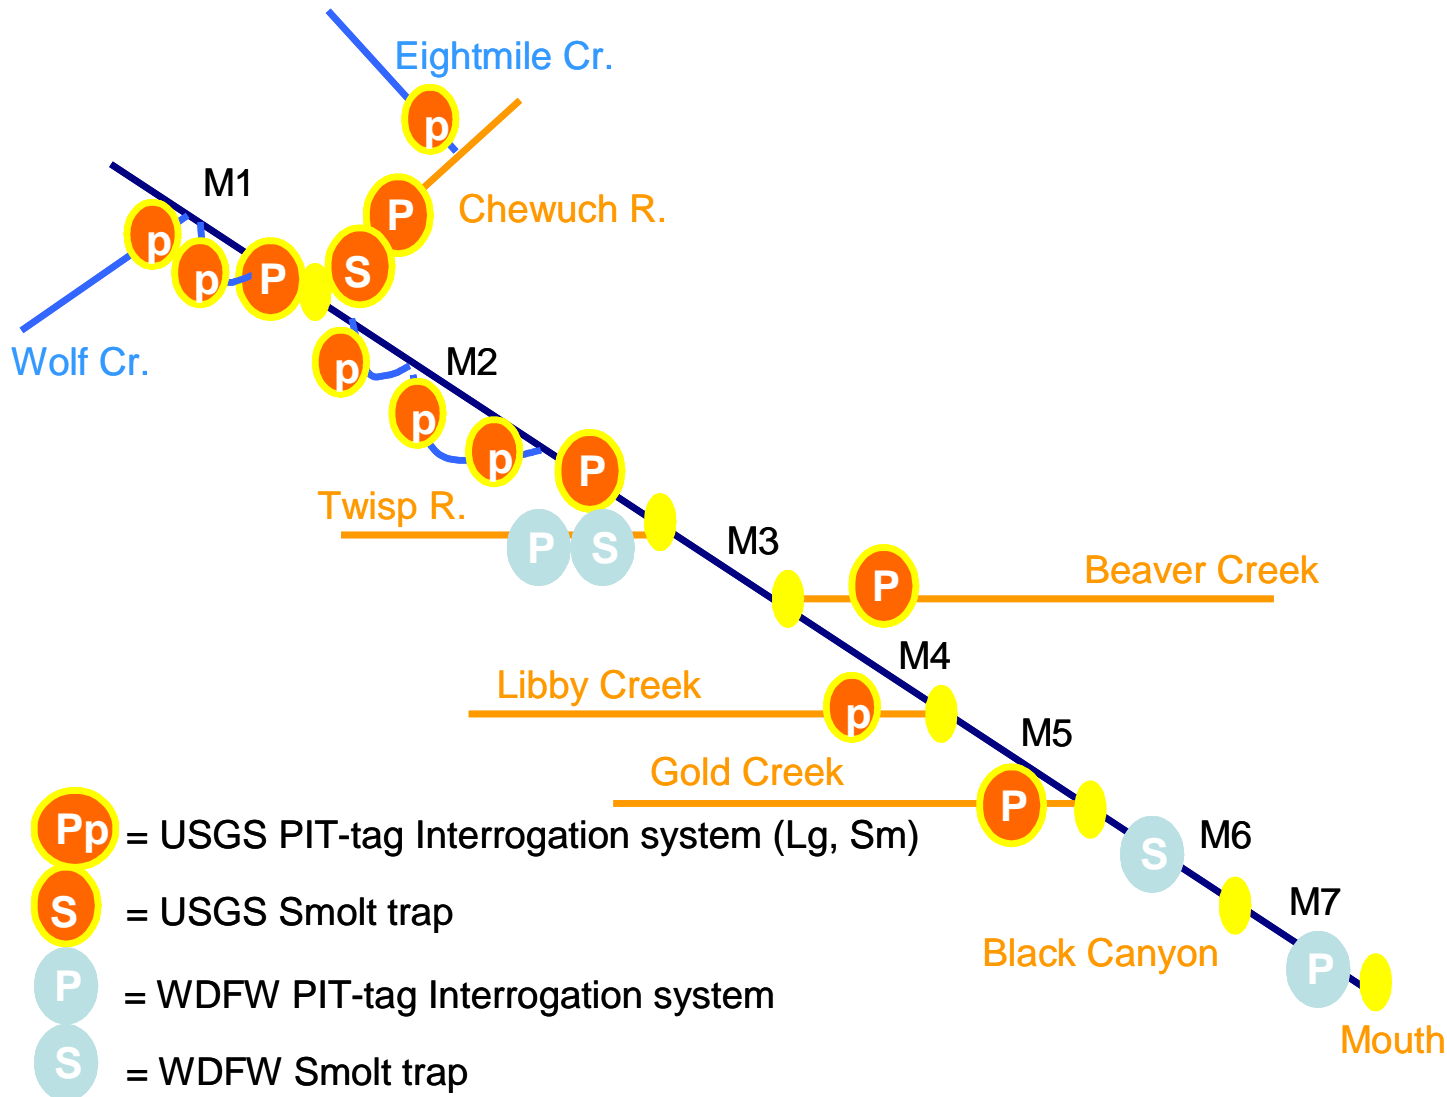 Eightmile Cr.
p
M1
Chewuch R.
P
p
S
p
P
Wolf Cr.
M2
p
p
p
P
Twisp R.
P
S
M3
Beaver Creek
P
M4
Libby Creek
p
M5
Gold Creek
P
S
M6
M7
Black Canyon
P
Mouth
Pp = USGS PIT-tag Interrogation system (Lg, Sm)
S = USGS Smolt trap
P = WDFW PIT-tag Interrogation system
S = WDFW Smolt trap